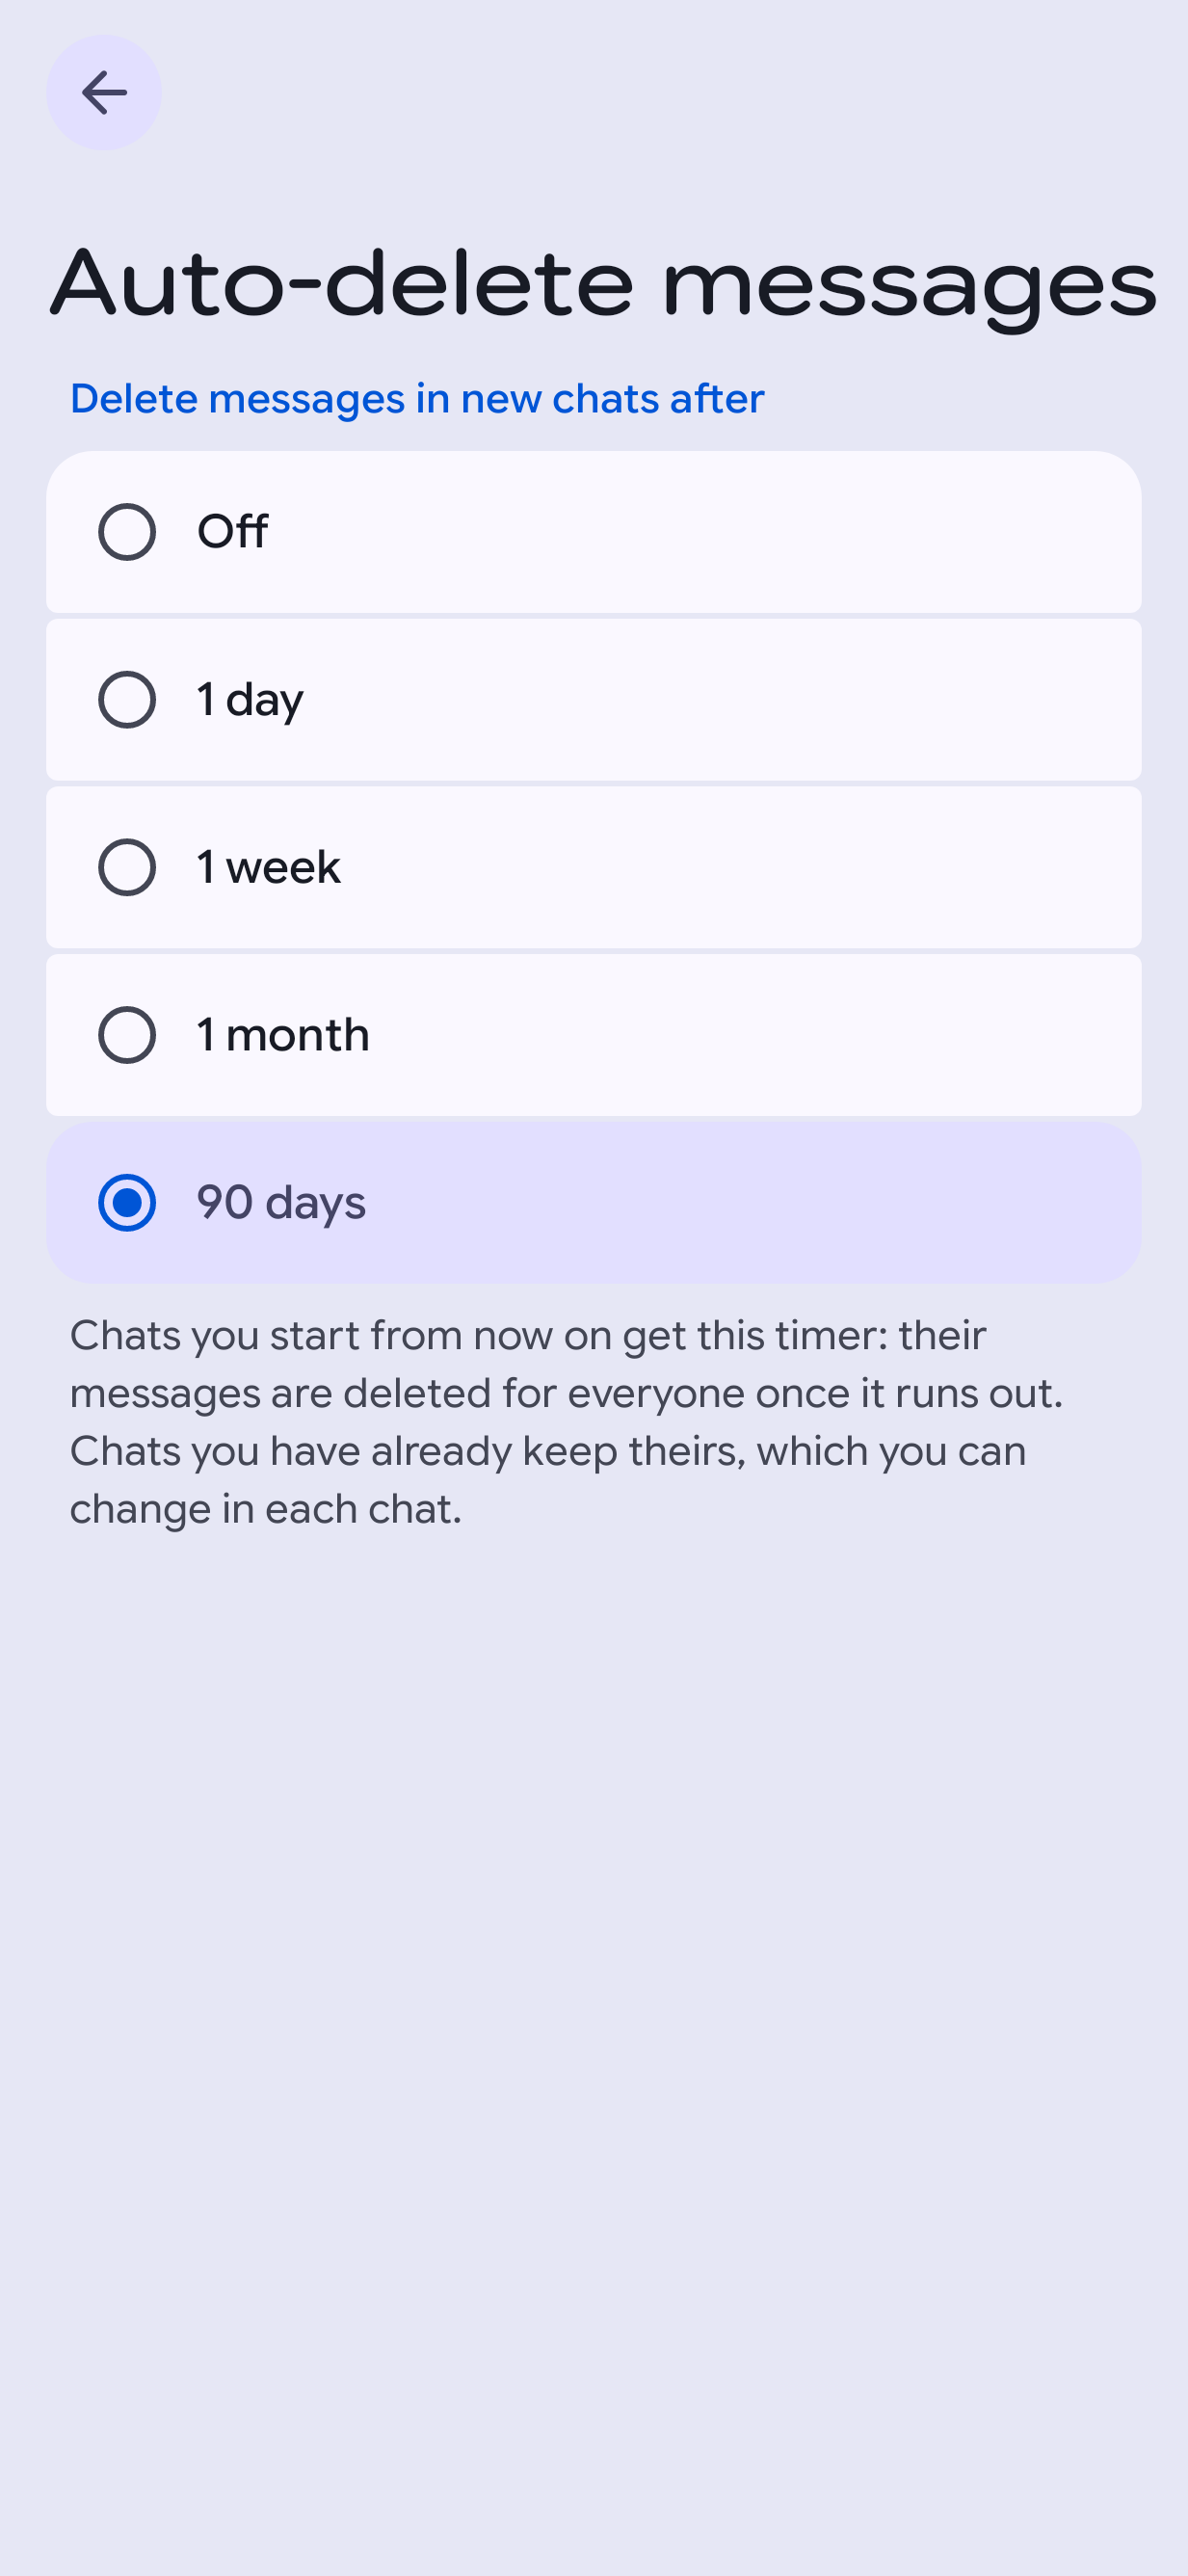 Auto-delete messages
Delete messages in new chats after
Off
1 day
1 week
1 month
90 days
Chats you start from now on get this timer: their
messages are deleted for everyone once it runs out.
Chats you have already keep theirs, which you can
change in each chat.